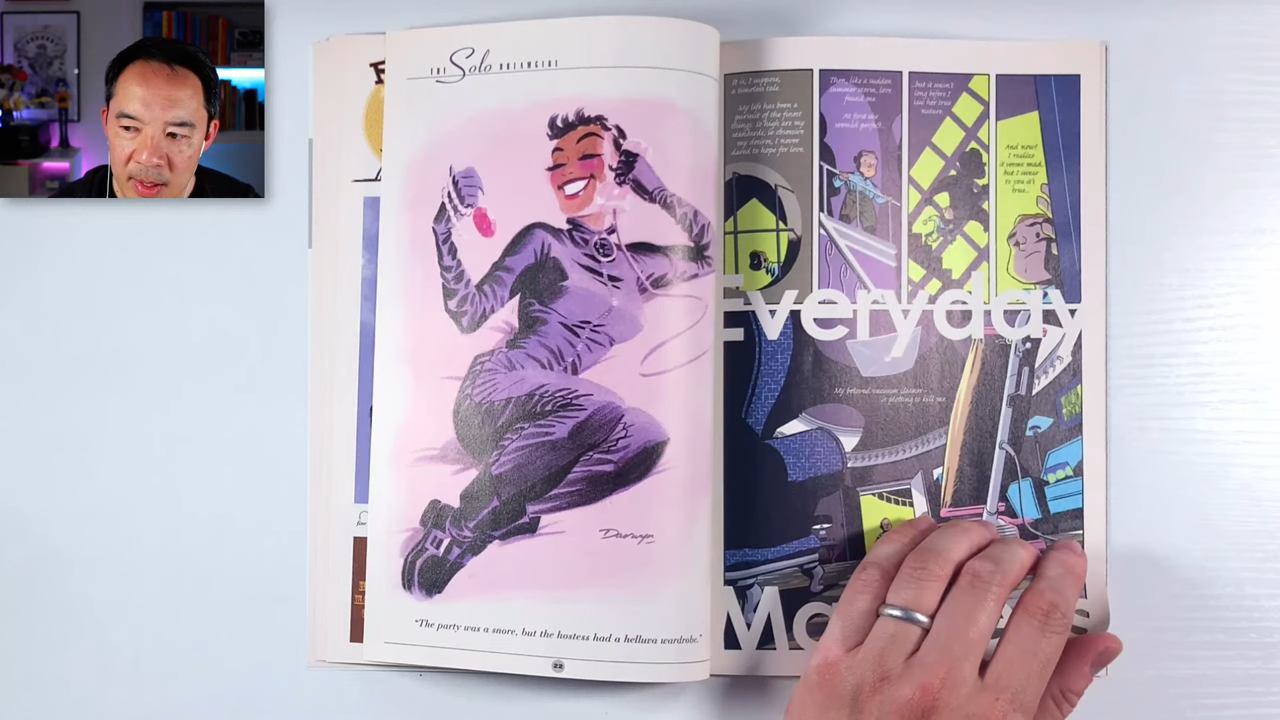 THE Solo DREAMGIRL
Darwyn
"The party was a snore, but the hostess had a helluva wardrobe."
22
It is, I suppose,
a timeless tale.
My life has been a
pursuit of the finest
things. So high are my
standards, so obsessive
my desire, I never
dared to hope for love.
Then, like a sudden
summer storm, love
found me.
At first she
seemed perfect..
..but it wasn't
long before I
saw her true
nature.
And now?
I realize
it seems mad,
but I swear
to you it's
true..
Everyday
My beloved vacuum cleaner
is plotting to kill me.